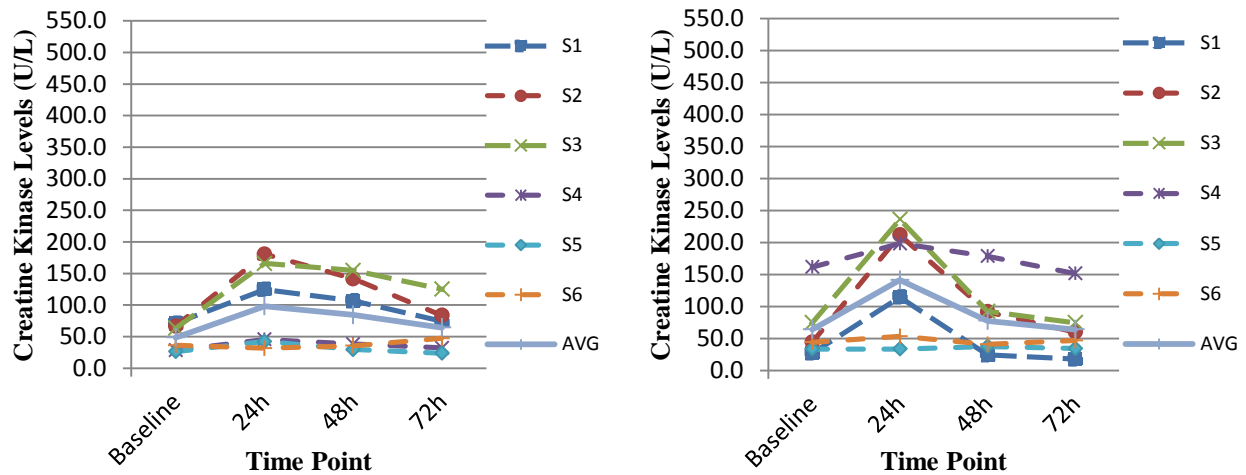 Creatine Kinase Levels (U/L)
550.0
500.0
450.0
400.0
350.0
300.0
250.0
200.0
150.0
100.0
50.0
0.0
Baseline
24h
48h
72h
Time Point
S1
S2
S3
S4
S5
S6
AVG
Creatine Kinase Levels (U/L)
550.0
500.0
450.0
400.0
350.0
300.0
250.0
200.0
150.0
100.0
50.0
0.0
Baseline
24h
48h
72h
Time Point
S1
S2
S3
S4
S5
S6
AVG